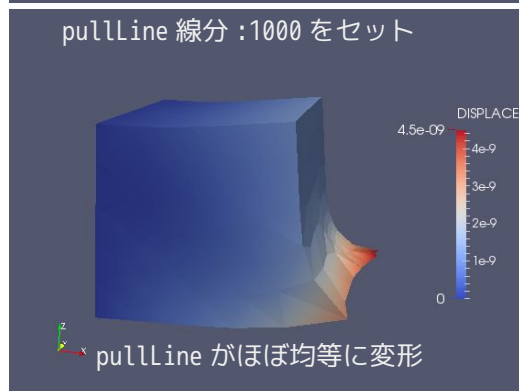 pullLine 線分 :1000 をセット
DISPLACE
4.5e-09
4e-9
3e-9
2e-9
1e-9
0
z
Y
x
pullLine がほぼ均等に変形